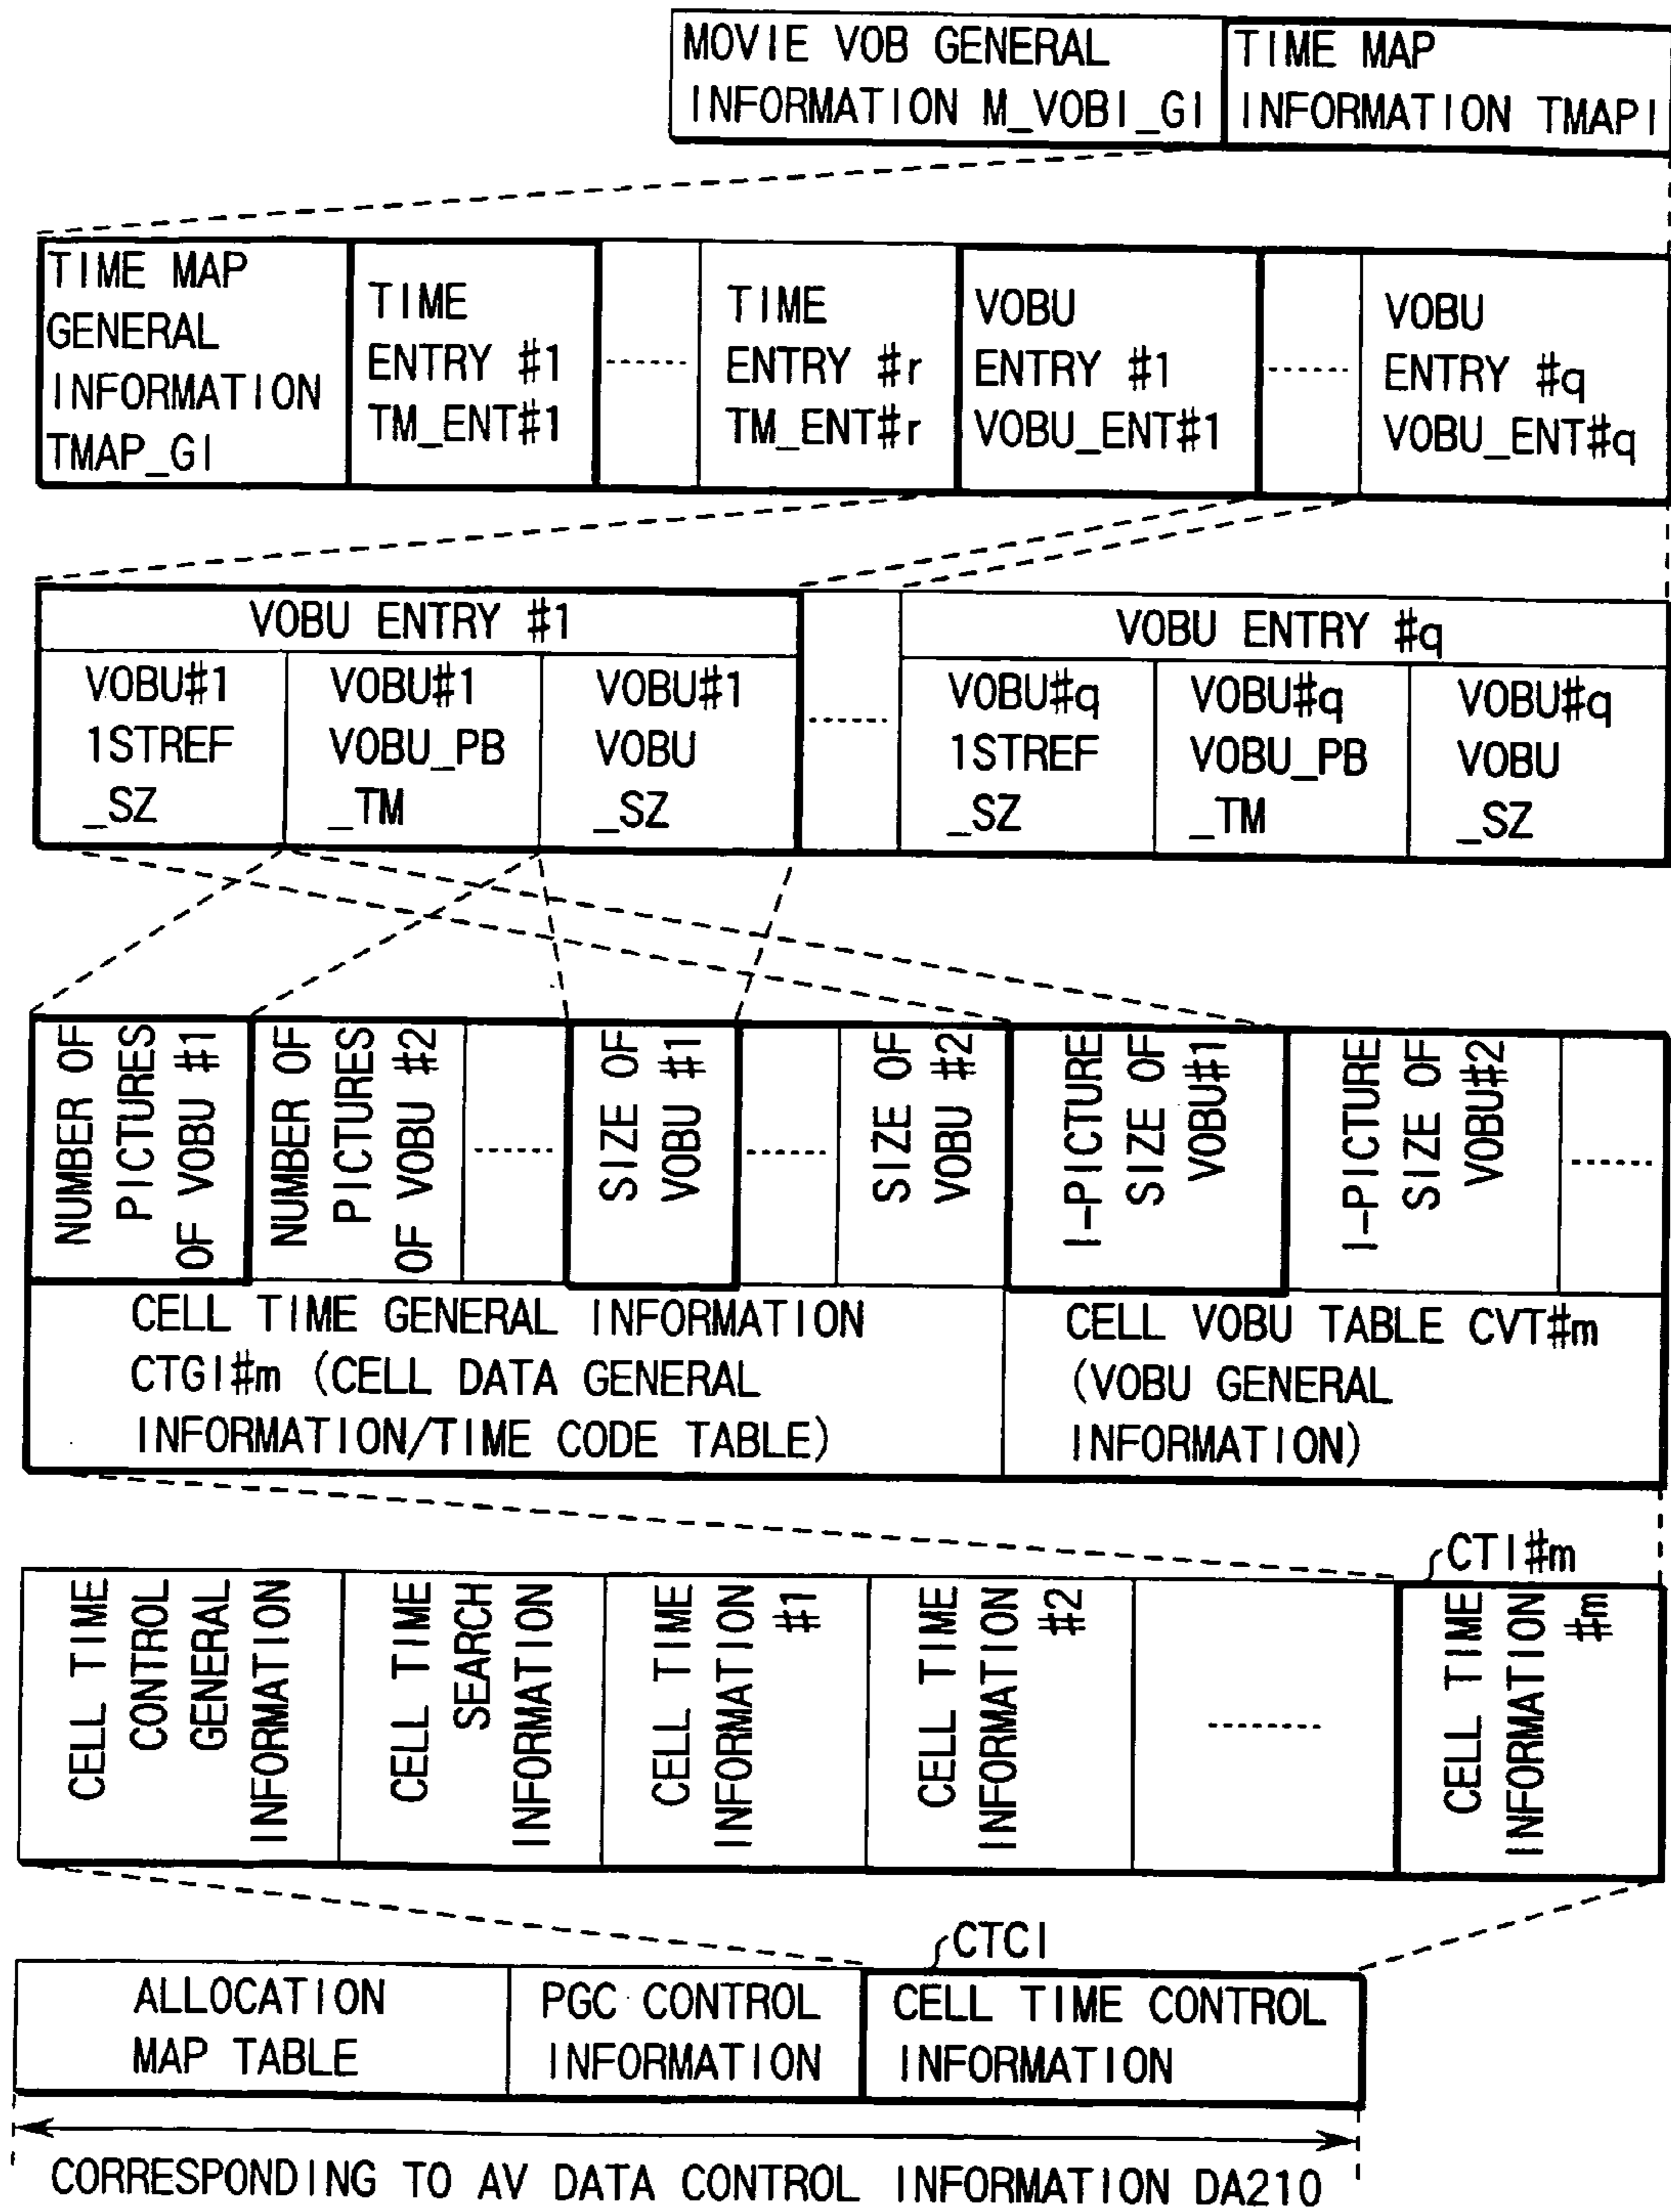 MOVIE VOB GENERAL
INFORMATION M_VOBI_GI
TIME MAP
INFORMATION TMAPI
TIME MAP
GENERAL
INFORMATION
TMAP_GI
TIME
ENTRY #1
TM_ENT#1
TIME
ENTRY #r
TM_ENT#r
VOBU
ENTRY #1
VOBU_ENT#1
VOBU
ENTRY #q
VOBU_ENT#q
VOBU ENTRY #1
VOBU#1
1STREF
_SZ
VOBU#1
VOBU_PB
_TM
VOBU#1
VOBU
_SZ
VOBU ENTRY #q
VOBU#q
1STREF
_SZ
VOBU#q
VOBU_PB
_TM
VOBU#q
VOBU
_SZ
NUMBER OF
PICTURES
OF VOBU #1
NUMBER OF
PICTURES
OF VOBU #2
SIZE OF
VOBU #1
SIZE OF
VOBU #2
I-PICTURE
SIZE OF
VOBU#1
I-PICTURE
SIZE OF
VOBU#2
CELL TIME GENERAL INFORMATION
CTGI#m (CELL DATA GENERAL
INFORMATION/TIME CODE TABLE)
CELL VOBU TABLE CVT#m
(VOBU GENERAL
INFORMATION)
CTI#m
CELL TIME
CONTROL
GENERAL
INFORMATION
CELL TIME
SEARCH
INFORMATION
CELL TIME
INFORMATION
#1
CELL TIME
INFORMATION
#2
CELL TIME
INFORMATION
#m
CTCI
ALLOCATION
MAP TABLE
PGC CONTROL
INFORMATION
CELL TIME CONTROL
INFORMATION
CORRESPONDING TO AV DATA CONTROL INFORMATION DA210